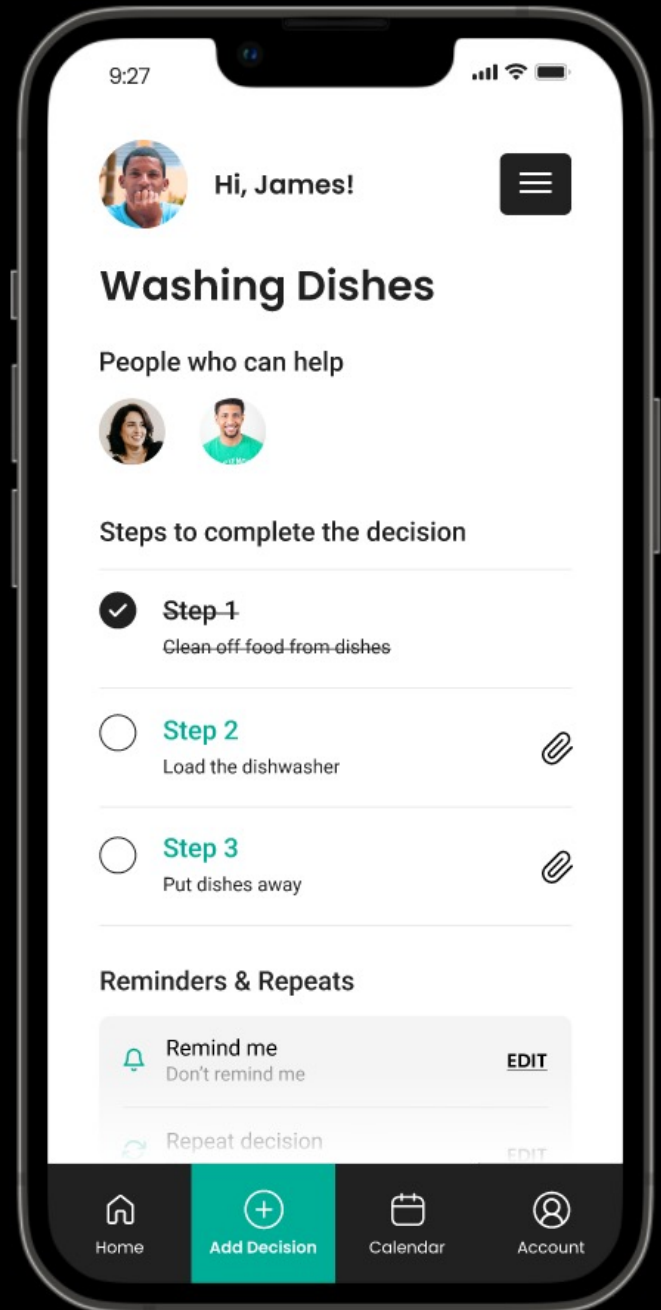 9:27
Hi, James!
Washing Dishes
People who can help
Steps to complete the decision
Step 1
Clean off food from dishes
Step 2
Load the dishwasher
Step 3
Put dishes away
Reminders & Repeats
Remind me
EDIT
Don't remind me
Repeat decision
EDIT
Home
Add Decision
Calendar
Account